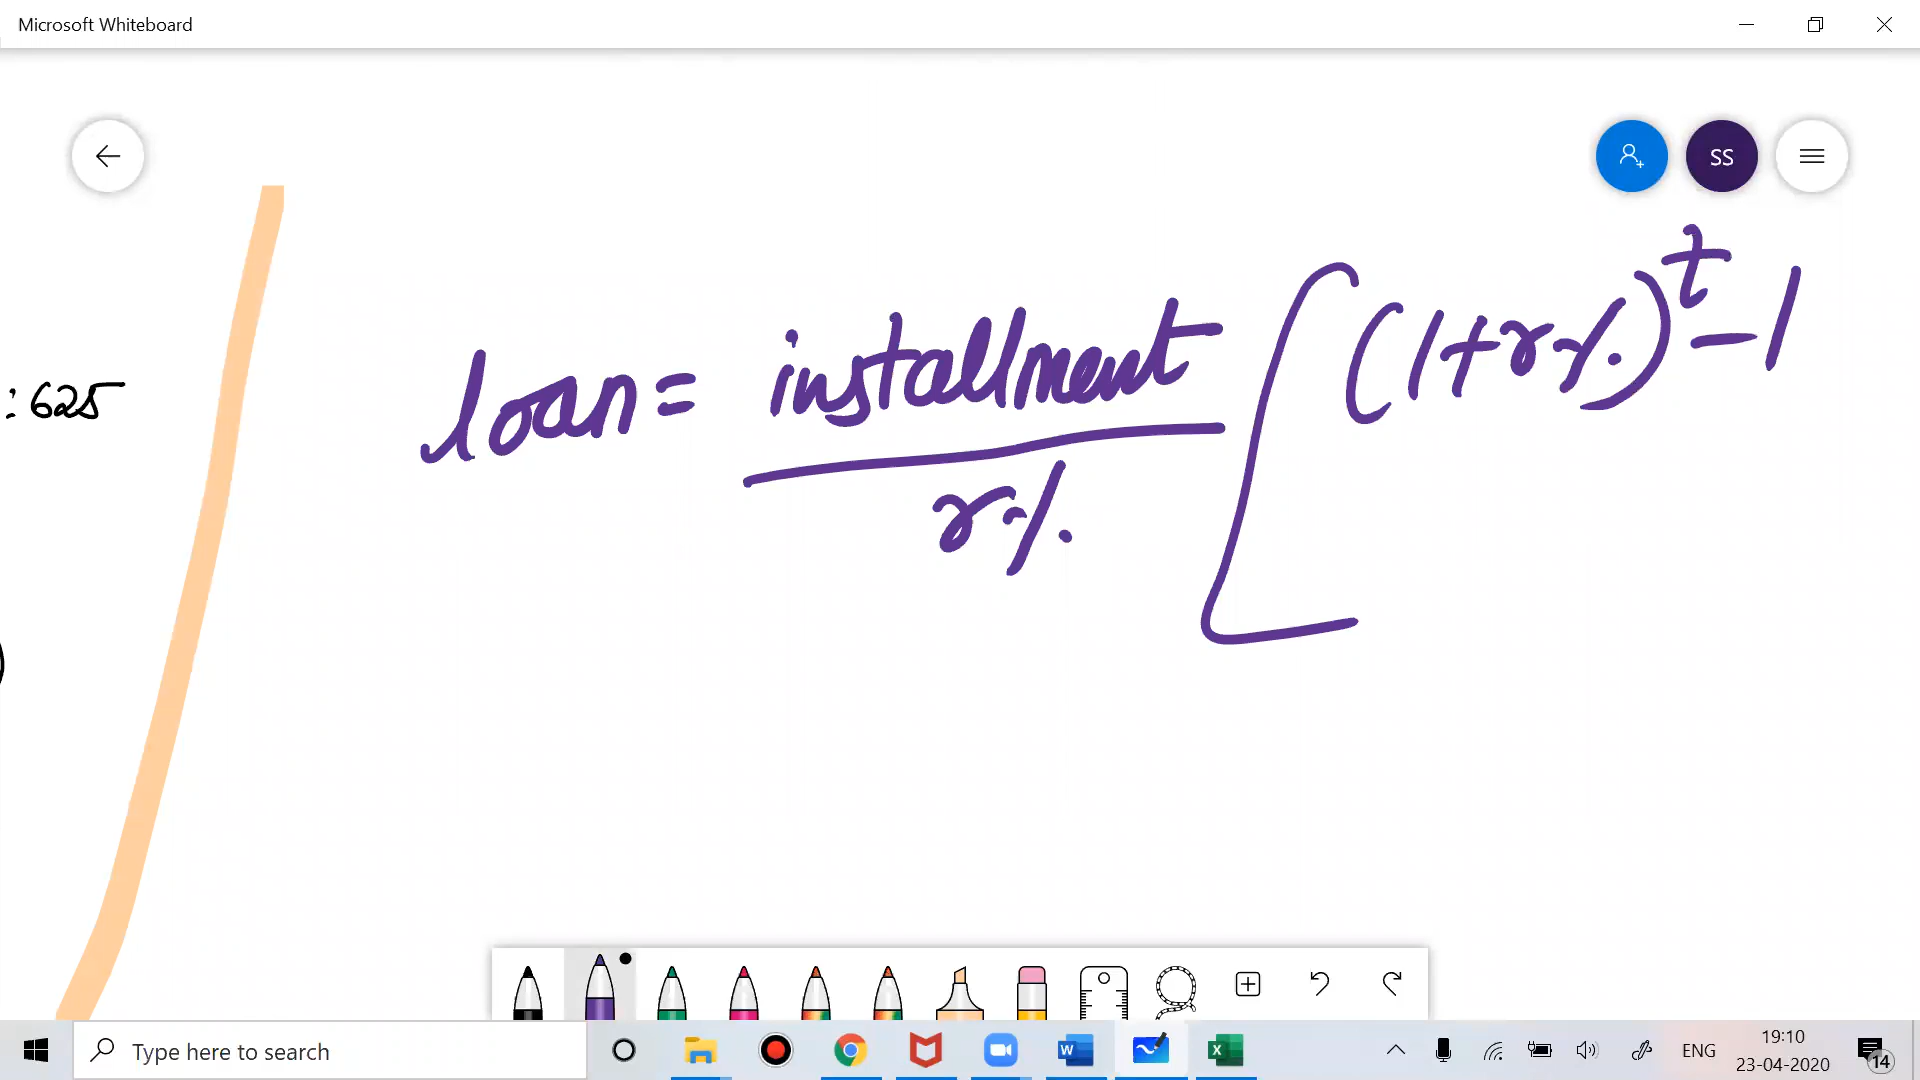 Microsoft Whiteboard
SS
: 625
loan = installment / r% [ (1+r%)^t - 1
Type here to search
ENG
19:10
23-04-2020
14